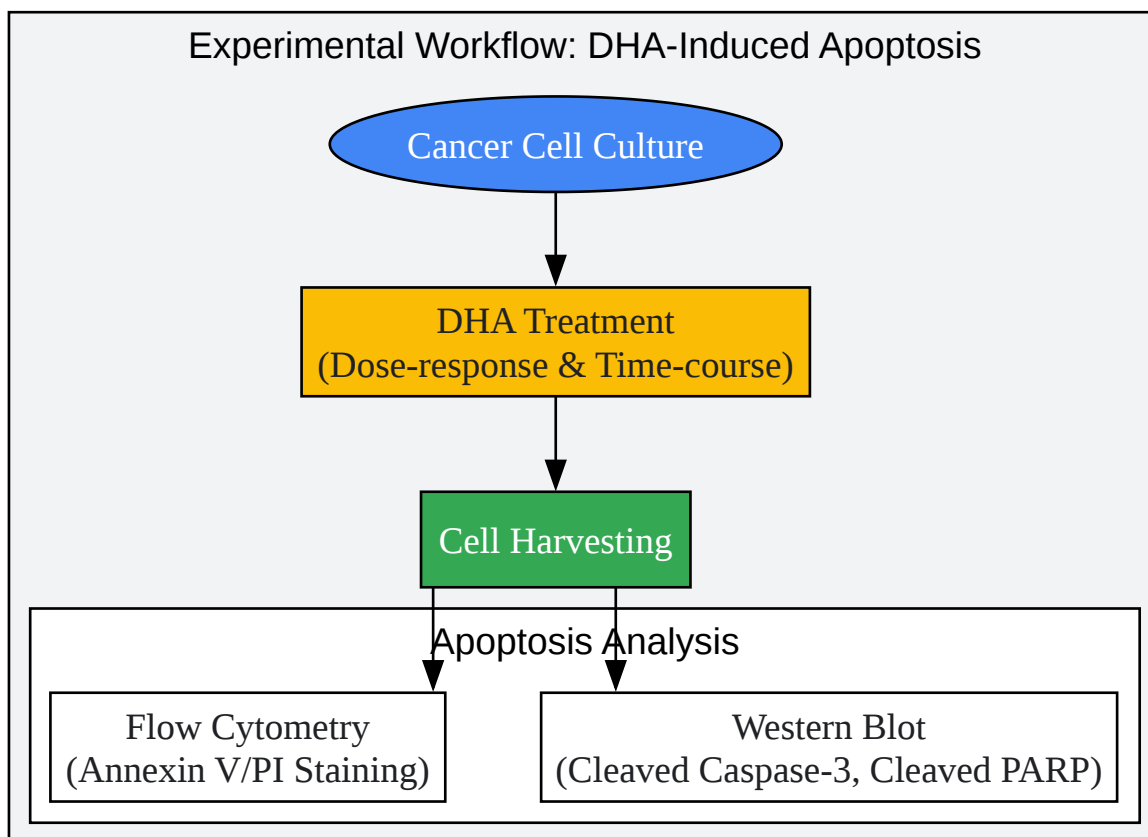 Experimental Workflow: DHA-Induced Apoptosis
Cancer Cell Culture
DHA Treatment
(Dose-response & Time-course)
Cell Harvesting
Apoptosis Analysis
Flow Cytometry
(Annexin V/PI Staining)
Western Blot
(Cleaved Caspase-3, Cleaved PARP)